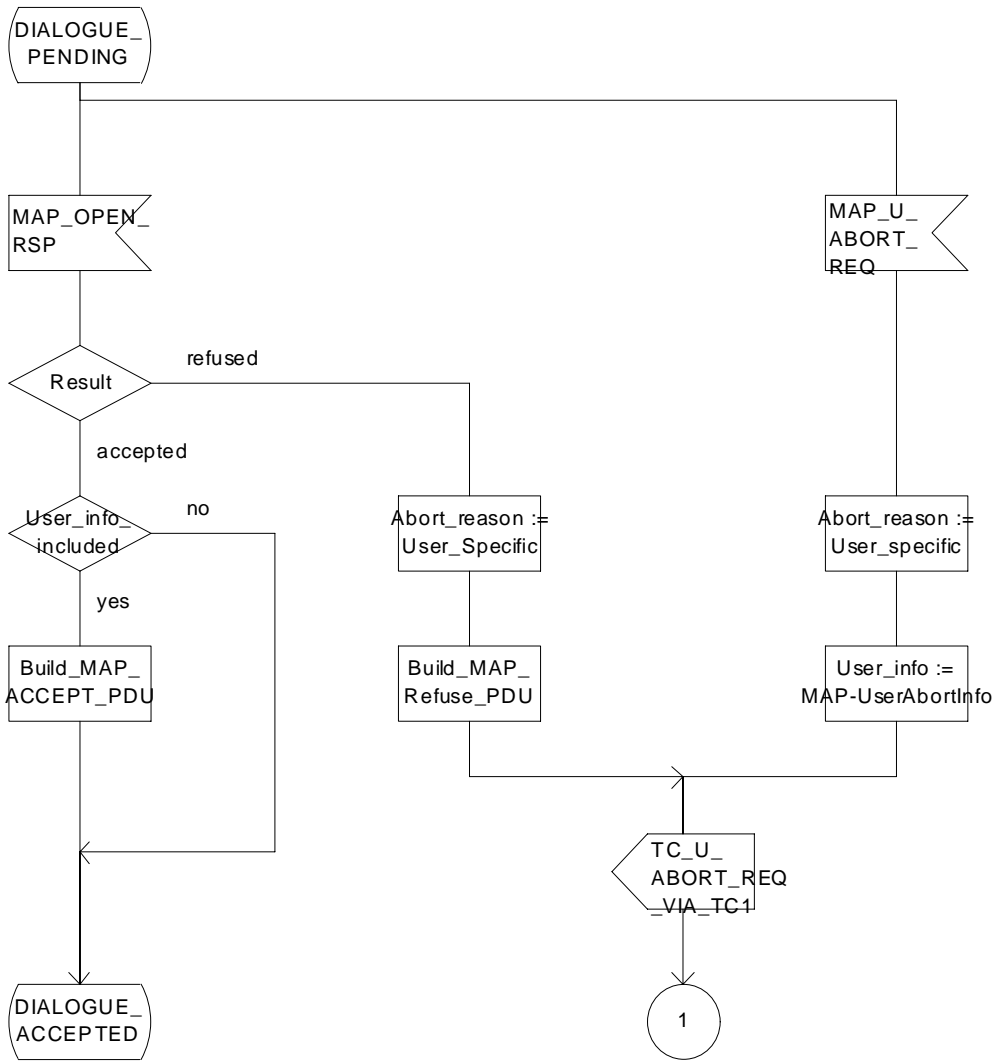 DIALOGUE_
PENDING
MAP_OPEN_
RSP
MAP_U_
ABORT_
REQ
Result
refused
accepted
User_info_
included
no
yes
Abort_reason :=
User_Specific
Abort_reason :=
User_specific
Build_MAP_
ACCEPT_PDU
Build_MAP_
Refuse_PDU
User_info :=
MAP-UserAbortInfo
TC_U_
ABORT_REQ
_VIA_TC1
DIALOGUE_
ACCEPTED
1